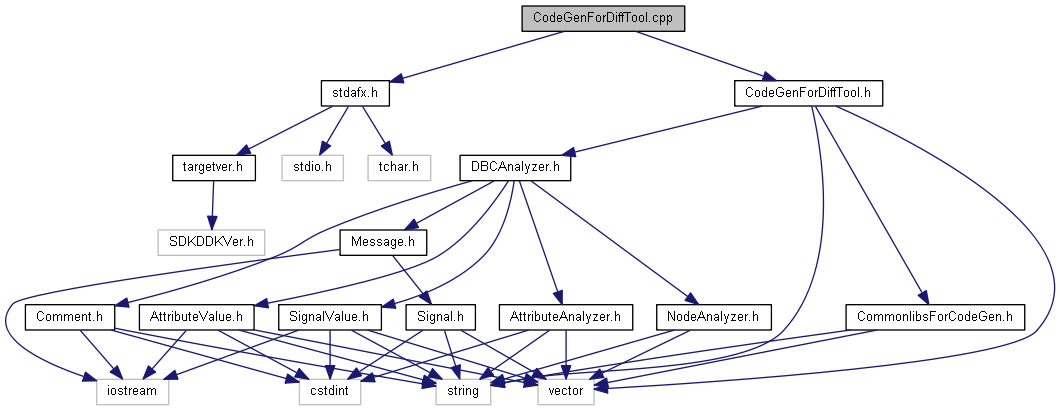 CodeGenForDiffTool.cpp
stdafx.h
CodeGenForDiffTool.h
targetver.h
stdio.h
tchar.h
DBCAnalyzer.h
SDKDDKVer.h
Message.h
Comment.h
AttributeValue.h
SignalValue.h
Signal.h
AttributeAnalyzer.h
NodeAnalyzer.h
CommonlibsForCodeGen.h
iostream
cstdint
string
vector